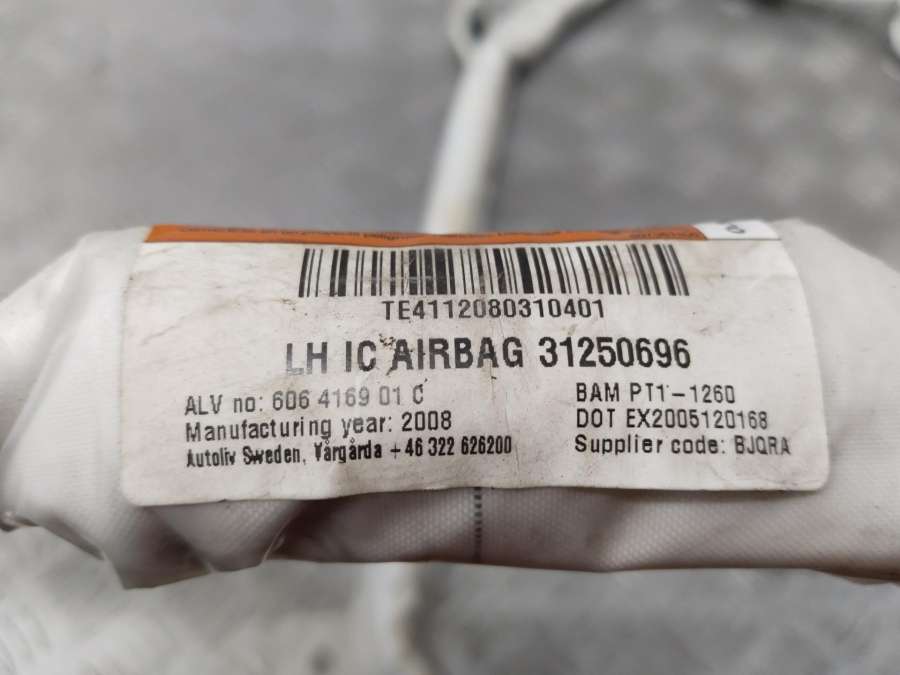 TE4112080310401
LH IC AIRBAG 31250696
ALV no: 606 4169 01 C
BAM PT1-1260
Manufacturing year: 2008
DOT EX2005120168
Autoliv Sweden, Vårgårda +46 322 626200
Supplier code: BJQRA